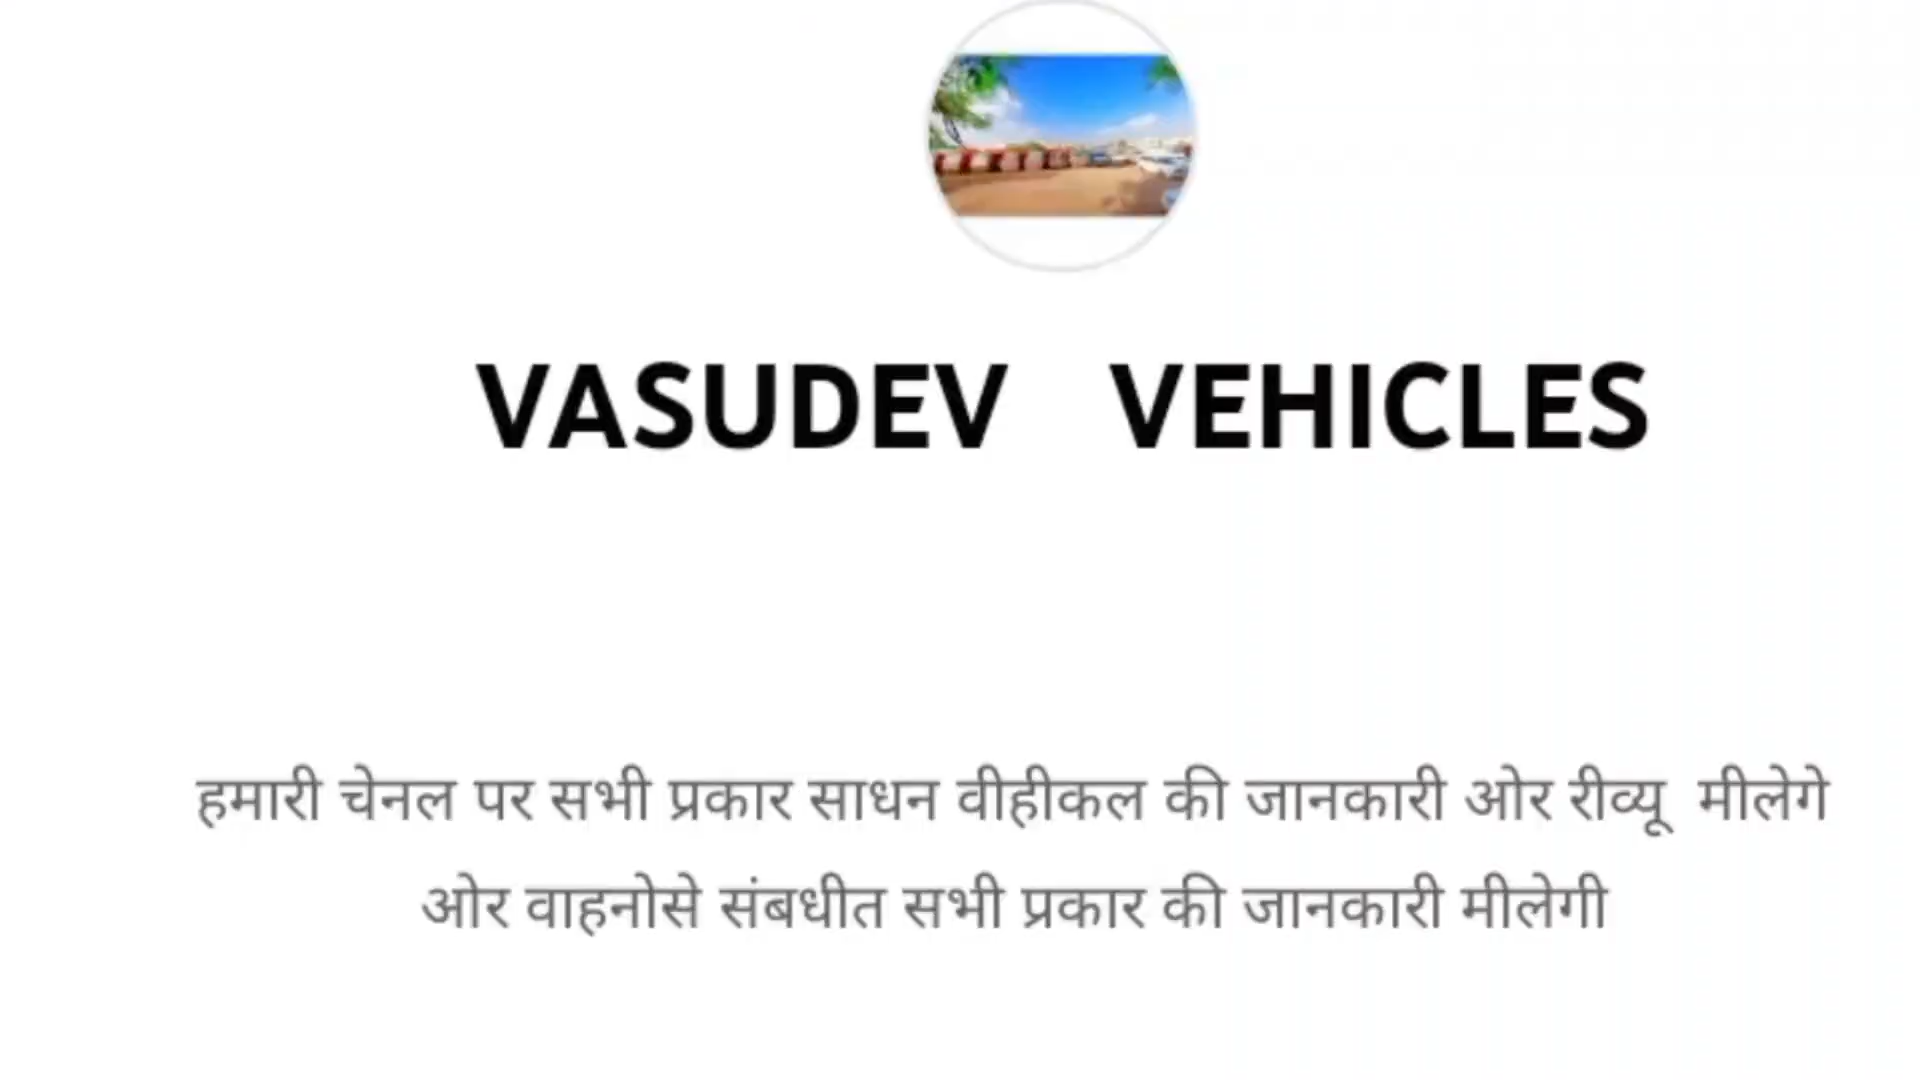 VASUDEV VEHICLES
हमारी चेनल पर सभी प्रकार साधन वीहीकल की जानकारी ओर रीव्यू मीलेगे
ओर वाहनोसे संबधीत सभी प्रकार की जानकारी मीलेगी